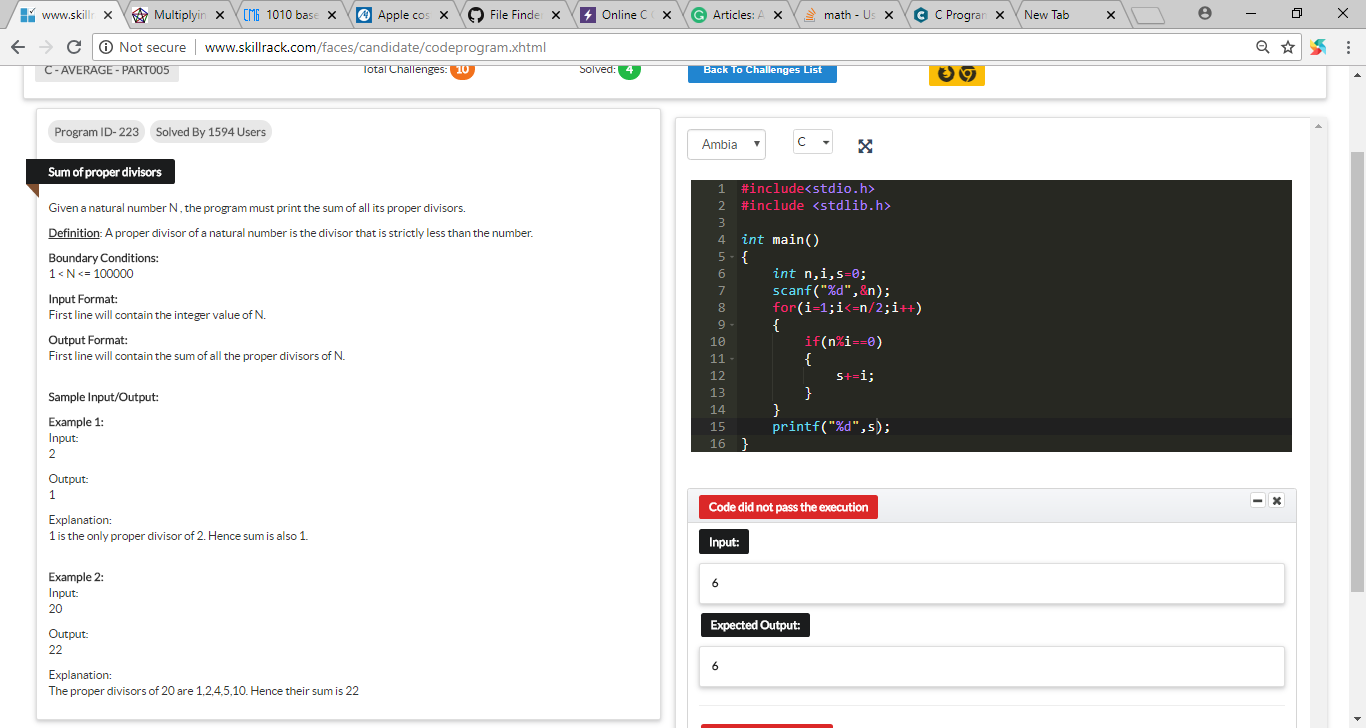 www.skillr
Multiplyin
1010 base
Apple cos
File Finde
Online C C
Articles: A
math - Us
C Progran
New Tab
Not secure www.skillrack.com/faces/candidate/codeprogram.xhtml
C - AVERAGE - PART005
Total Challenges: 10
Solved: 4
Back To Challenges List
Program ID- 223 Solved By 1594 Users
Sum of proper divisors
Given a natural number N , the program must print the sum of all its proper divisors.
Definition: A proper divisor of a natural number is the divisor that is strictly less than the number.
Boundary Conditions:
1 < N <= 100000
Input Format:
First line will contain the integer value of N.
Output Format:
First line will contain the sum of all the proper divisors of N.
Sample Input/Output:
Example 1:
Input:
2
Output:
1
Explanation:
1 is the only proper divisor of 2. Hence sum is also 1.
Example 2:
Input:
20
Output:
22
Explanation:
The proper divisors of 20 are 1,2,4,5,10. Hence their sum is 22
Ambia C
1 #include<stdio.h>
2 #include <stdlib.h>
3
4 int main()
5 {
6 int n,i,s=0;
7 scanf("%d",&n);
8 for(i=1;i<=n/2;i++)
9 {
10 if(n%i==0)
11 {
12 s+=i;
13 }
14 }
15 printf("%d",s);
16 }
Code did not pass the execution
Input:
6
Expected Output:
6